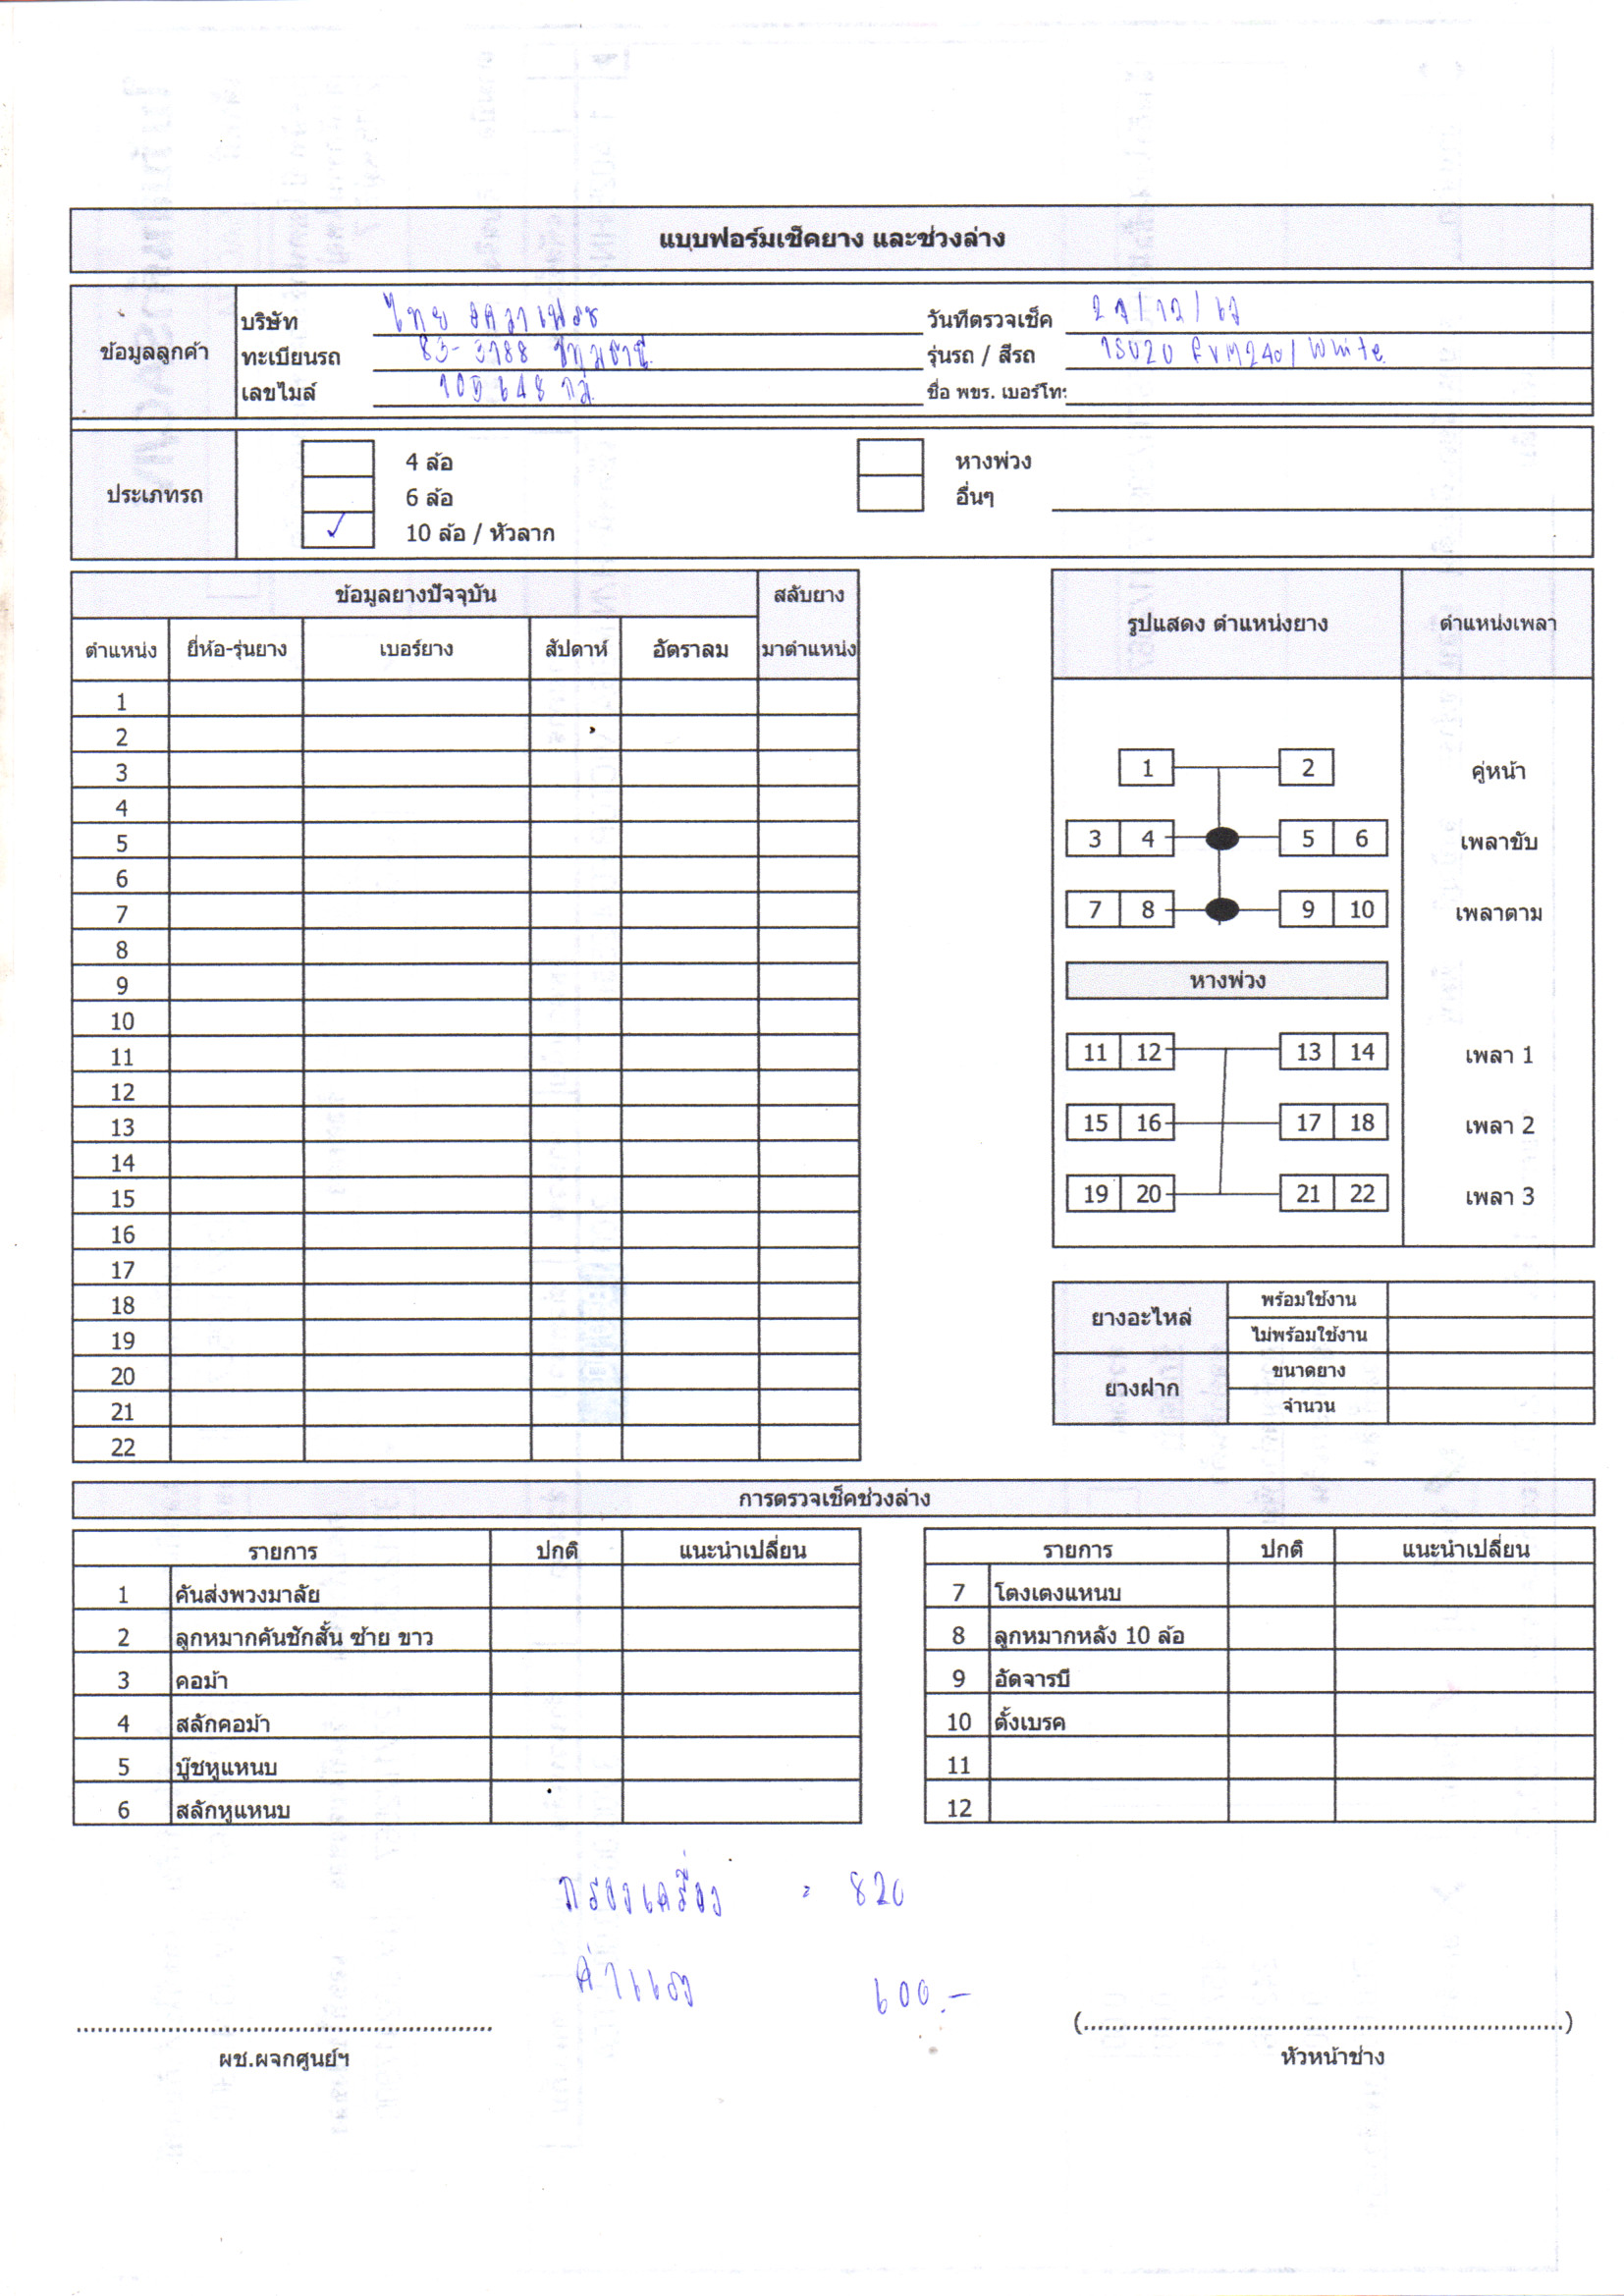 แบบฟอร์มเช็คยาง และช่วงล่าง
ข้อมูลลูกค้า
บริษัท ไทย อควา เฟรช วันที่ตรวจเช็ค /12/
ทะเบียนรถ 83-3788 ปทุมธานี รุ่นรถ / สีรถ ISUZU FVM240/ White
เลขไมล์ 105648 กม. ชื่อ พขร. เบอร์โท:
ประเภทรถ
4 ล้อ หางพ่วง
6 ล้อ อื่นๆ
✓ 10 ล้อ / หัวลาก
ข้อมูลยางปัจจุบัน สลับยาง
ตำแหน่ง ยี่ห้อ-รุ่นยาง เบอร์ยาง สัปดาห์ อัตราลม มาตำแหน่ง
1
2
3
4
5
6
7
8
9
10
11
12
13
14
15
16
17
18
19
20
21
22
รูปแสดง ตำแหน่งยาง ตำแหน่งเพลา
1 2 คู่หน้า
3 4 5 6 เพลาขับ
7 8 9 10 เพลาตาม
หางพ่วง
11 12 13 14 เพลา 1
15 16 17 18 เพลา 2
19 20 21 22 เพลา 3
ยางอะไหล่ พร้อมใช้งาน
ไม่พร้อมใช้งาน
ยางฝาก ขนาดยาง
จำนวน
การตรวจเช็คช่วงล่าง
รายการ ปกติ แนะนำเปลี่ยน
1 คันส่งพวงมาลัย
2 ลูกหมากคันชักสั้น ซ้าย ขาว
3 คอม้า
4 สลักคอม้า
5 บู๊ชหูแหนบ
6 สลักหูแหนบ
รายการ ปกติ แนะนำเปลี่ยน
7 โตงเตงแหนบ
8 ลูกหมากหลัง 10 ล้อ
9 อัดจารบี
10 ตั้งเบรค
11
12
กรองเครื่อง = 820
ค่าแรง 600.-
ผช.ผจกศูนย์ฯ
(..........) หัวหน้าช่าง